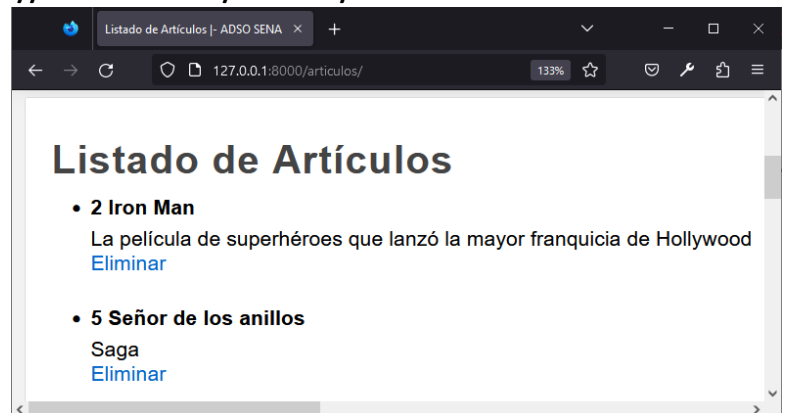 Listado de Artículos |- ADSO SENA
127.0.0.1:8000/articulos/
133%
Listado de Artículos
• 2 Iron Man
La película de superhéroes que lanzó la mayor franquicia de Hollywood
Eliminar
• 5 Señor de los anillos
Saga
Eliminar